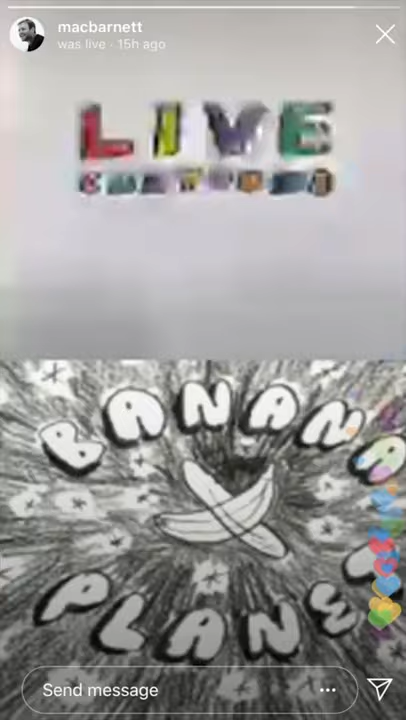 macbarnett
was live · 15h ago
LIVE
BANANA
PLANET
Send message